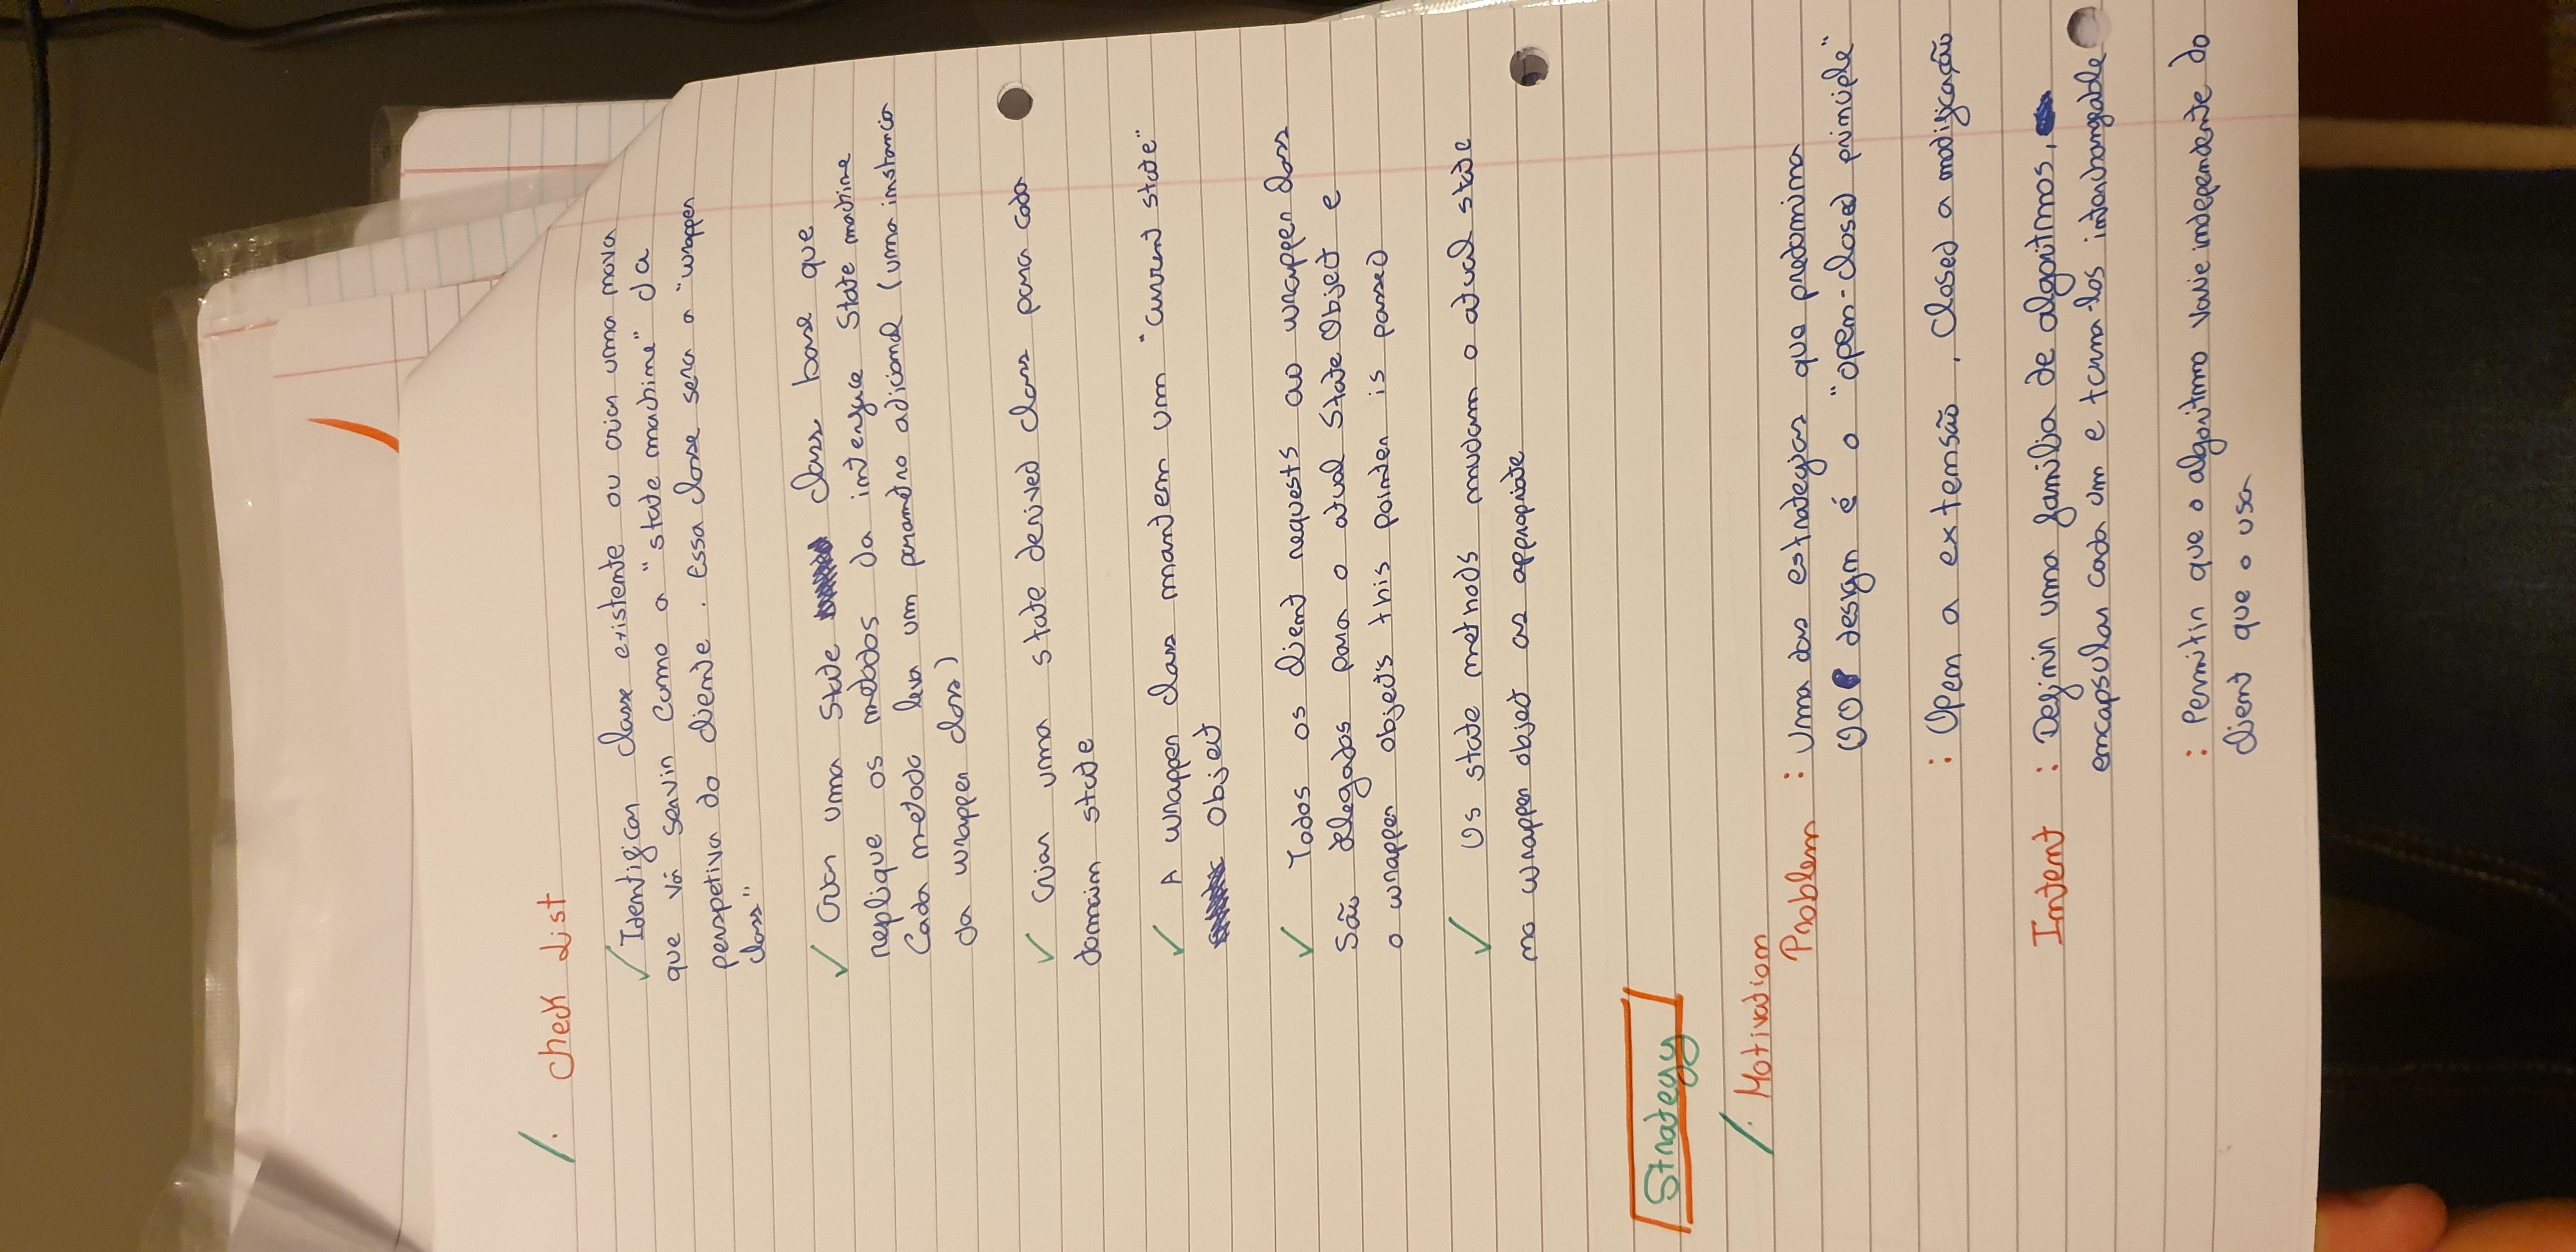 /. Check List
✓ Identificar classe existente ou criar uma nova
que vá servir como a "state machine" da
perspetiva do cliente. Essa classe sera a "wrapper
class"
✓ Criar uma State class base que
replique os metodos da interface State machine
Cada metodo leva um parametro adicional (uma instancia
da wrapper class)
✓ Criar uma state derived class para cada
domain state
✓ A wrapper class mantem um "current state"
object
✓ Todos os client requests ao wrapper class
são delegados para o atual State Object e
o wrapper object's this pointer is passed
✓ Os state methods mudam o atual state
no wrapper object as appropriate
Strategy
/. Motivation
Problem : Uma das estrategias que predomina
OO design é o "open-closed principle"
: Open a extensão, Closed a modificação
Intent : Definir uma familia de algoritmos,
encapsular cada um e torna-los interchangeable
: Permitir que o algoritmo varie independente do
client que o usa